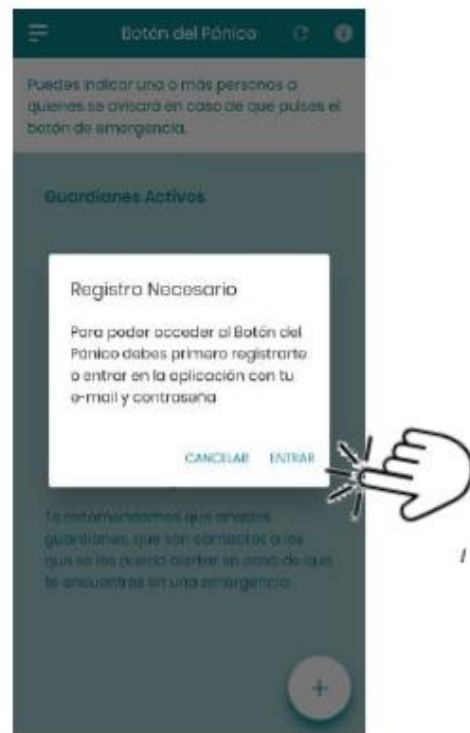 Botón del Pánico
Puedes indicar una o más personas a
quienes se avisará en caso de que pulses el
botón de emergencia.
Guardianes Activos
Registro Necesario
Para poder acceder al Botón del
Pánico debes primero registrarte
o entrar en la aplicación con tu
e-mail y contraseña
CANCELAR ENTRAR
Te recomendamos que añadas
guardianes, que son contactos a los
que se les pueda alertar en caso de que
te encuentres en una emergencia